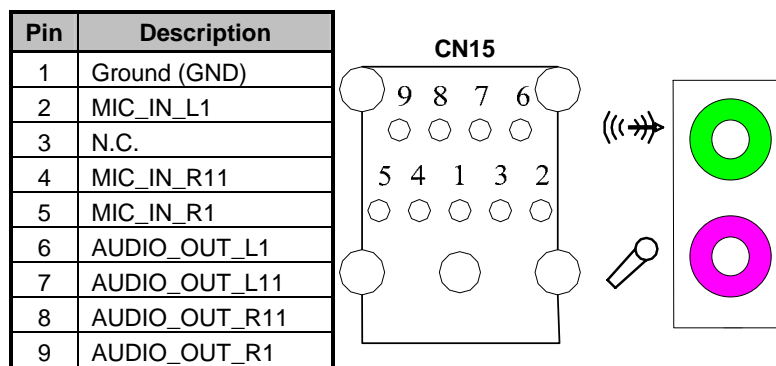 Pin Description
1 Ground (GND)
2 MIC_IN_L1
3 N.C.
4 MIC_IN_R11
5 MIC_IN_R1
6 AUDIO_OUT_L1
7 AUDIO_OUT_L11
8 AUDIO_OUT_R11
9 AUDIO_OUT_R1
CN15
9 8 7 6
5 4 1 3 2